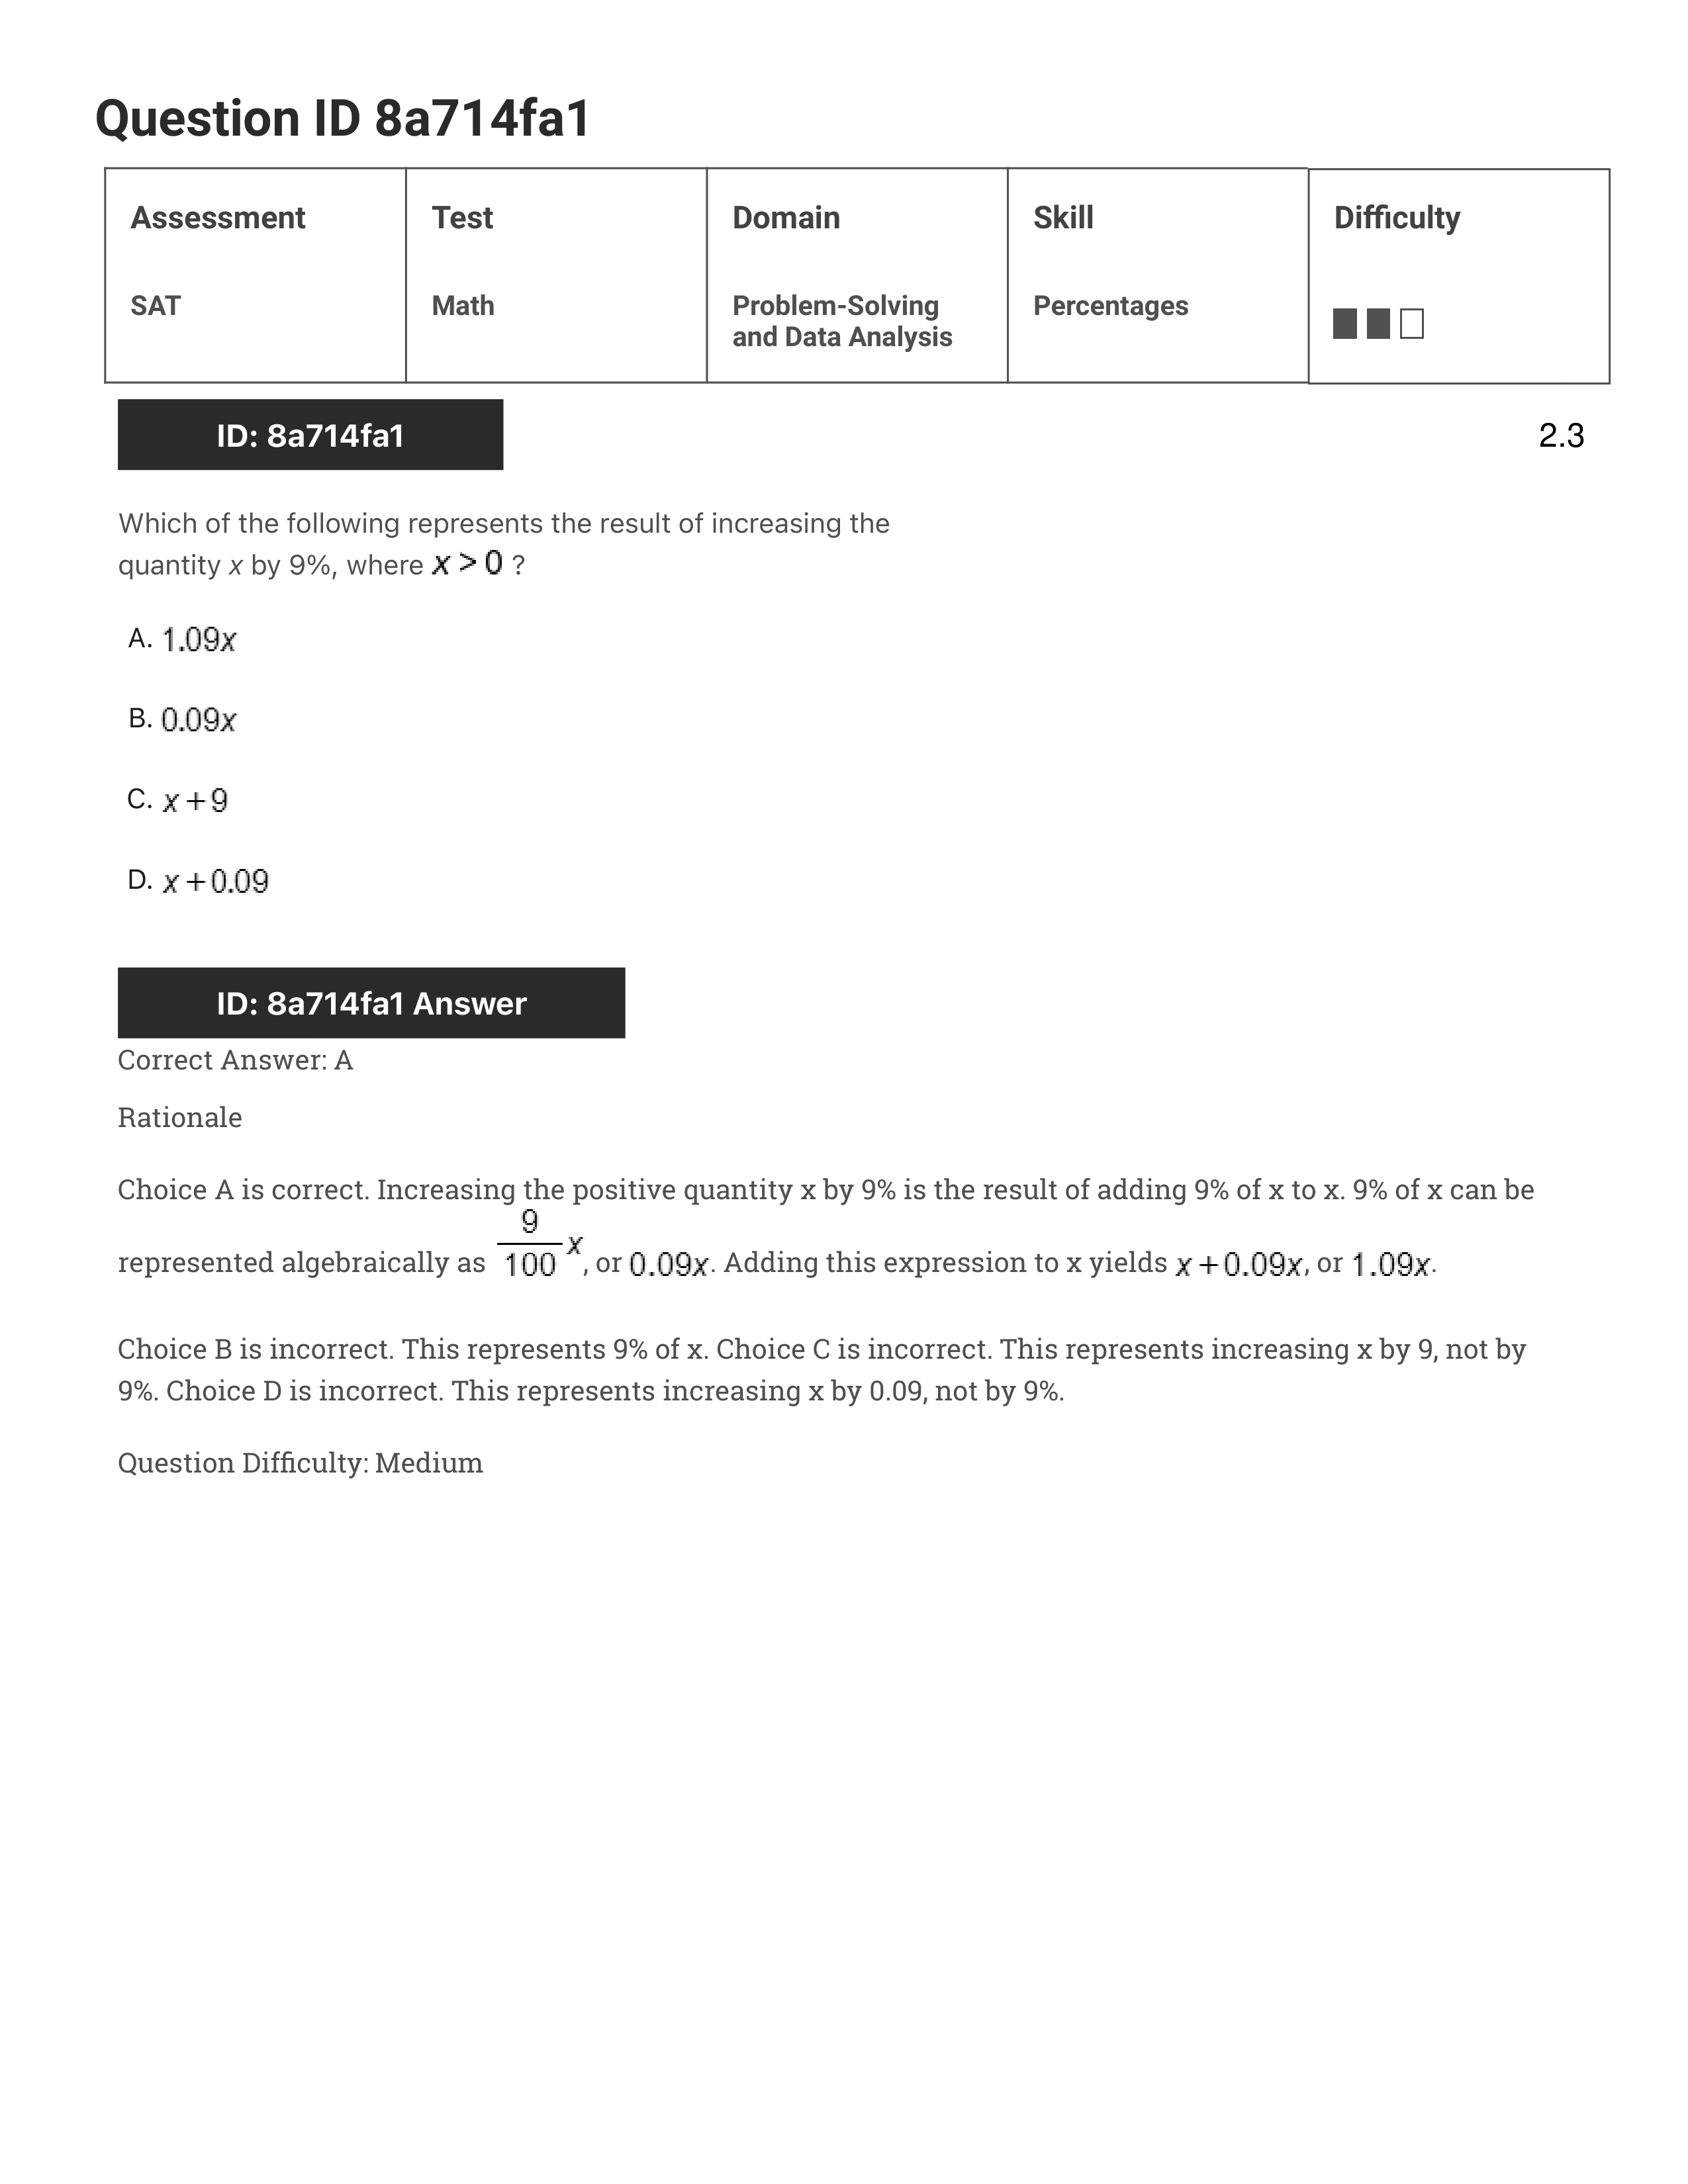 Question ID 8a714fa1
Assessment Test Domain Skill Difficulty
SAT Math Problem-Solving and Data Analysis Percentages
ID: 8a714fa1 2.3
Which of the following represents the result of increasing the
quantity x by 9%, where x > 0 ?
A. 1.09x
B. 0.09x
C. x + 9
D. x + 0.09
ID: 8a714fa1 Answer
Correct Answer: A
Rationale
Choice A is correct. Increasing the positive quantity x by 9% is the result of adding 9% of x to x. 9% of x can be
represented algebraically as 9/100 x, or 0.09x. Adding this expression to x yields x + 0.09x, or 1.09x.
Choice B is incorrect. This represents 9% of x. Choice C is incorrect. This represents increasing x by 9, not by
9%. Choice D is incorrect. This represents increasing x by 0.09, not by 9%.
Question Difficulty: Medium